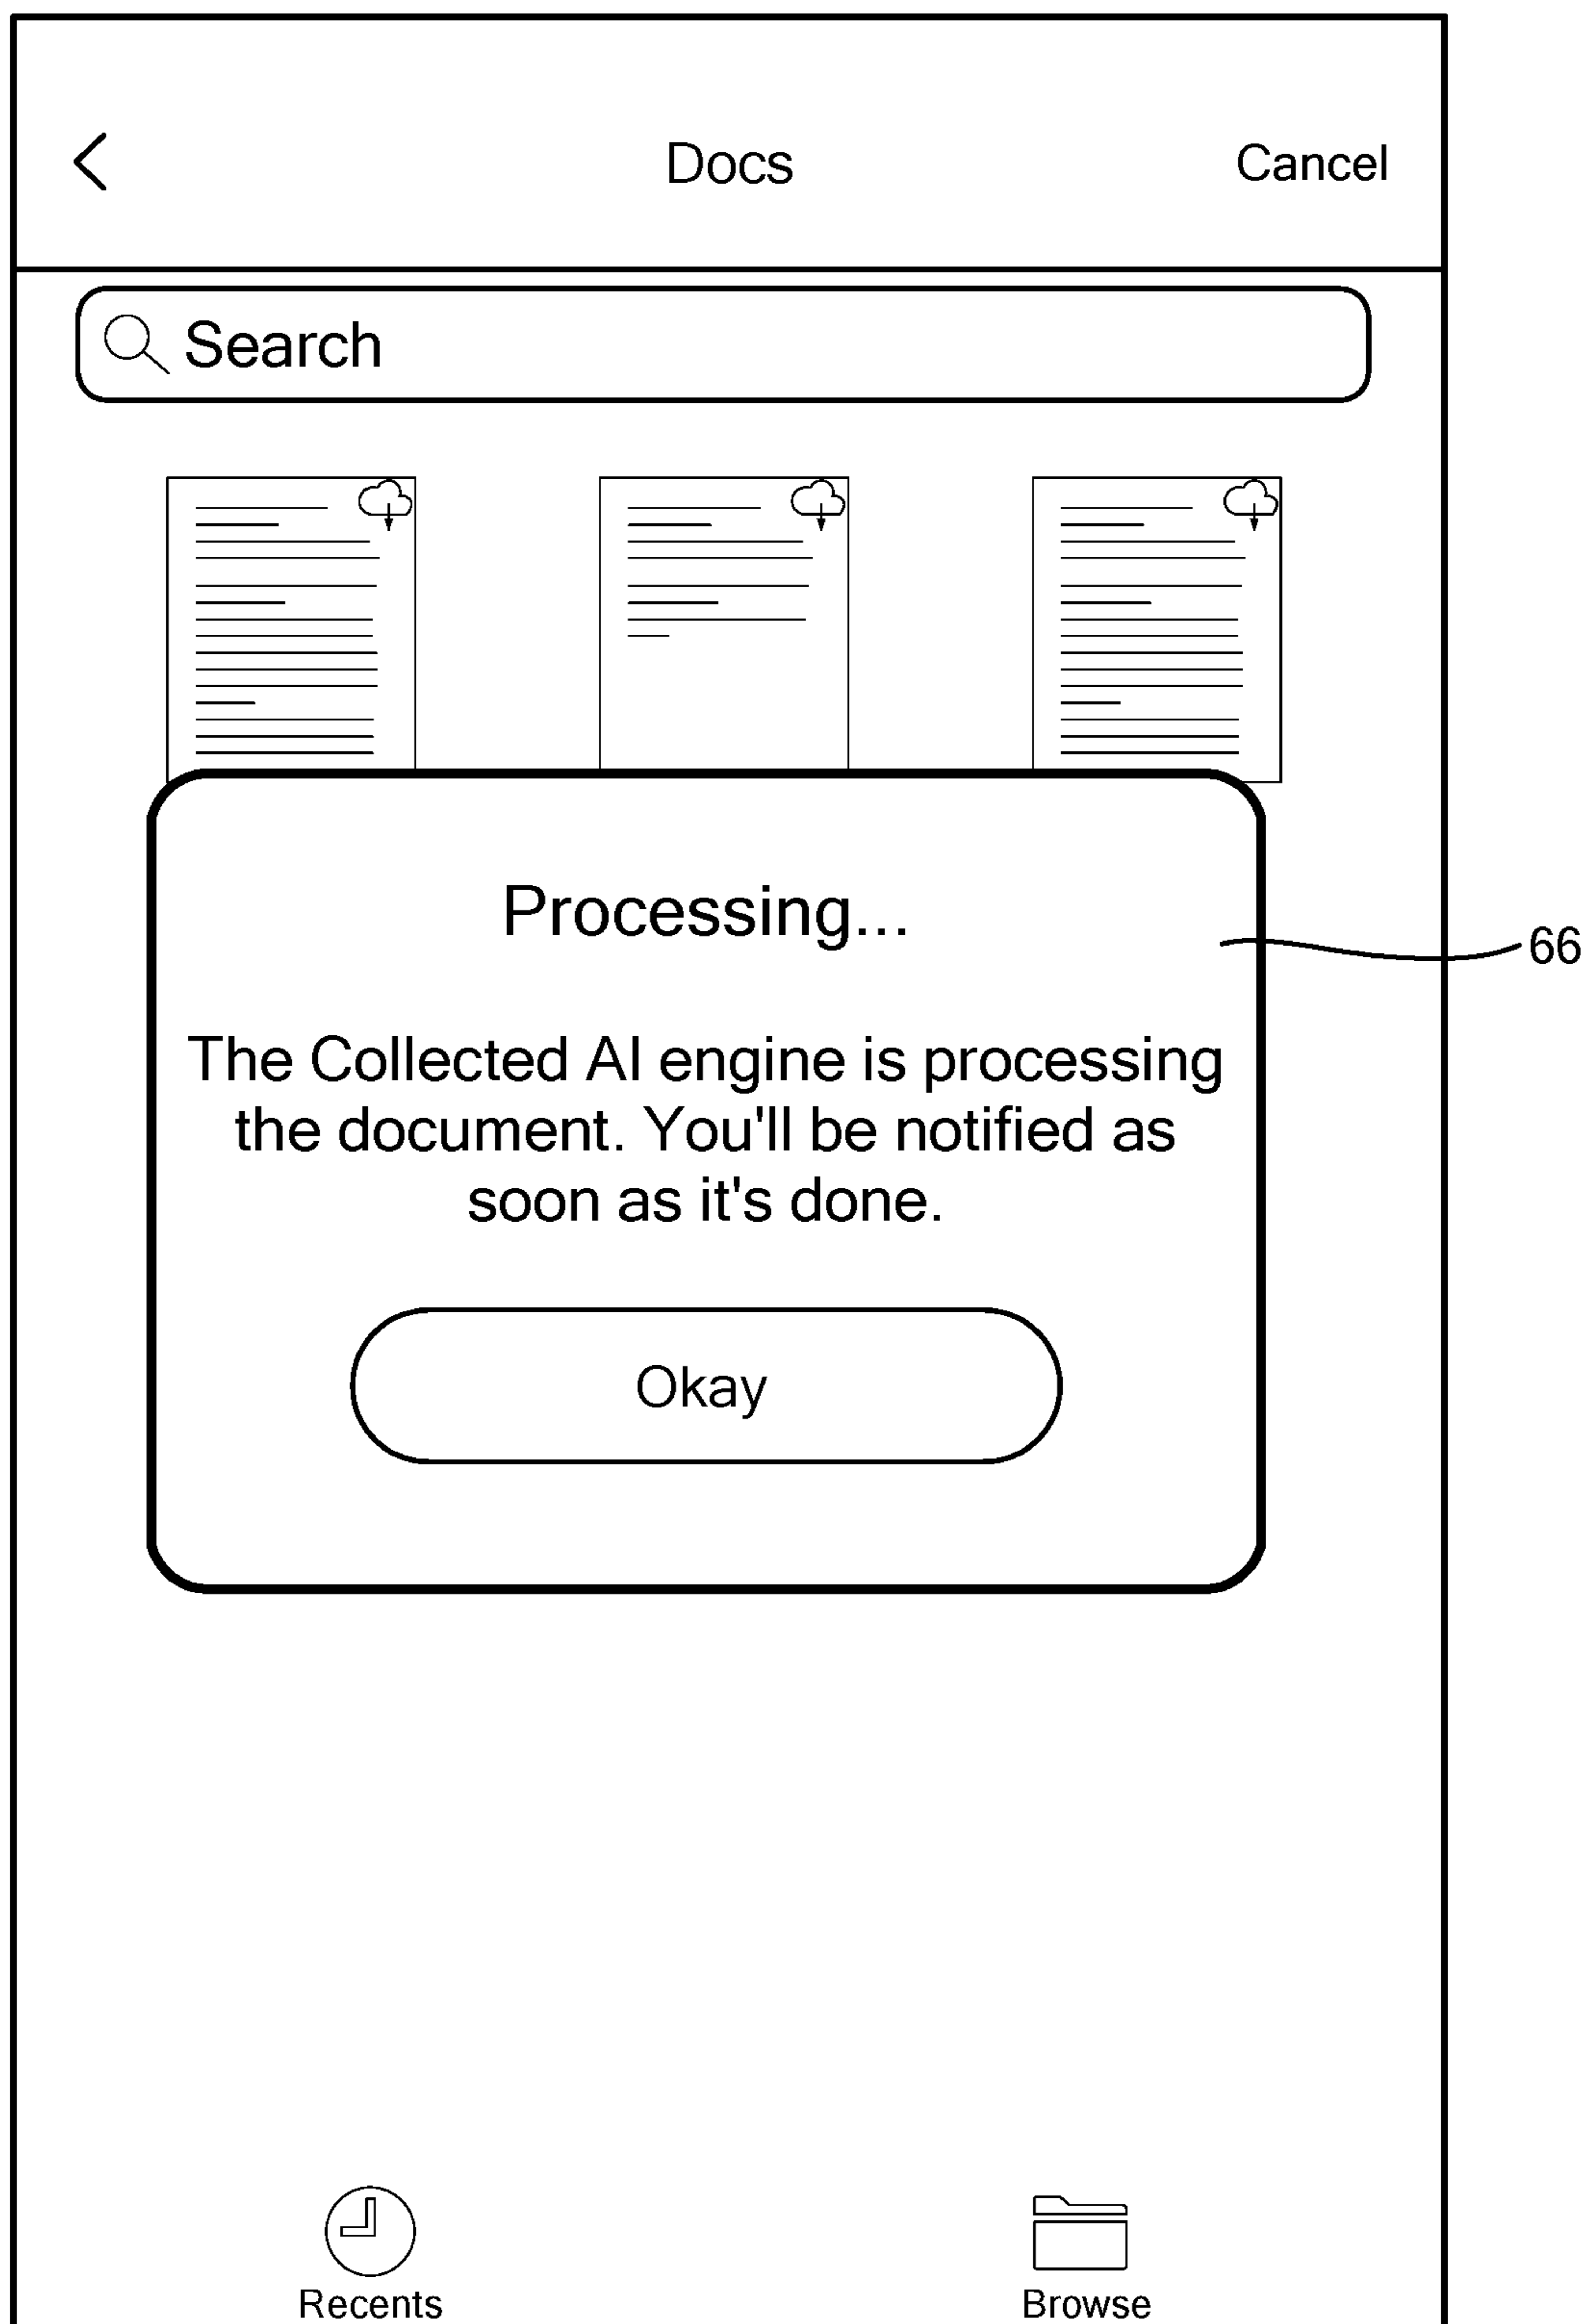 Docs
Cancel
Search
Processing...
66
The Collected AI engine is processing
the document. You'll be notified as
soon as it's done.
Okay
Recents
Browse